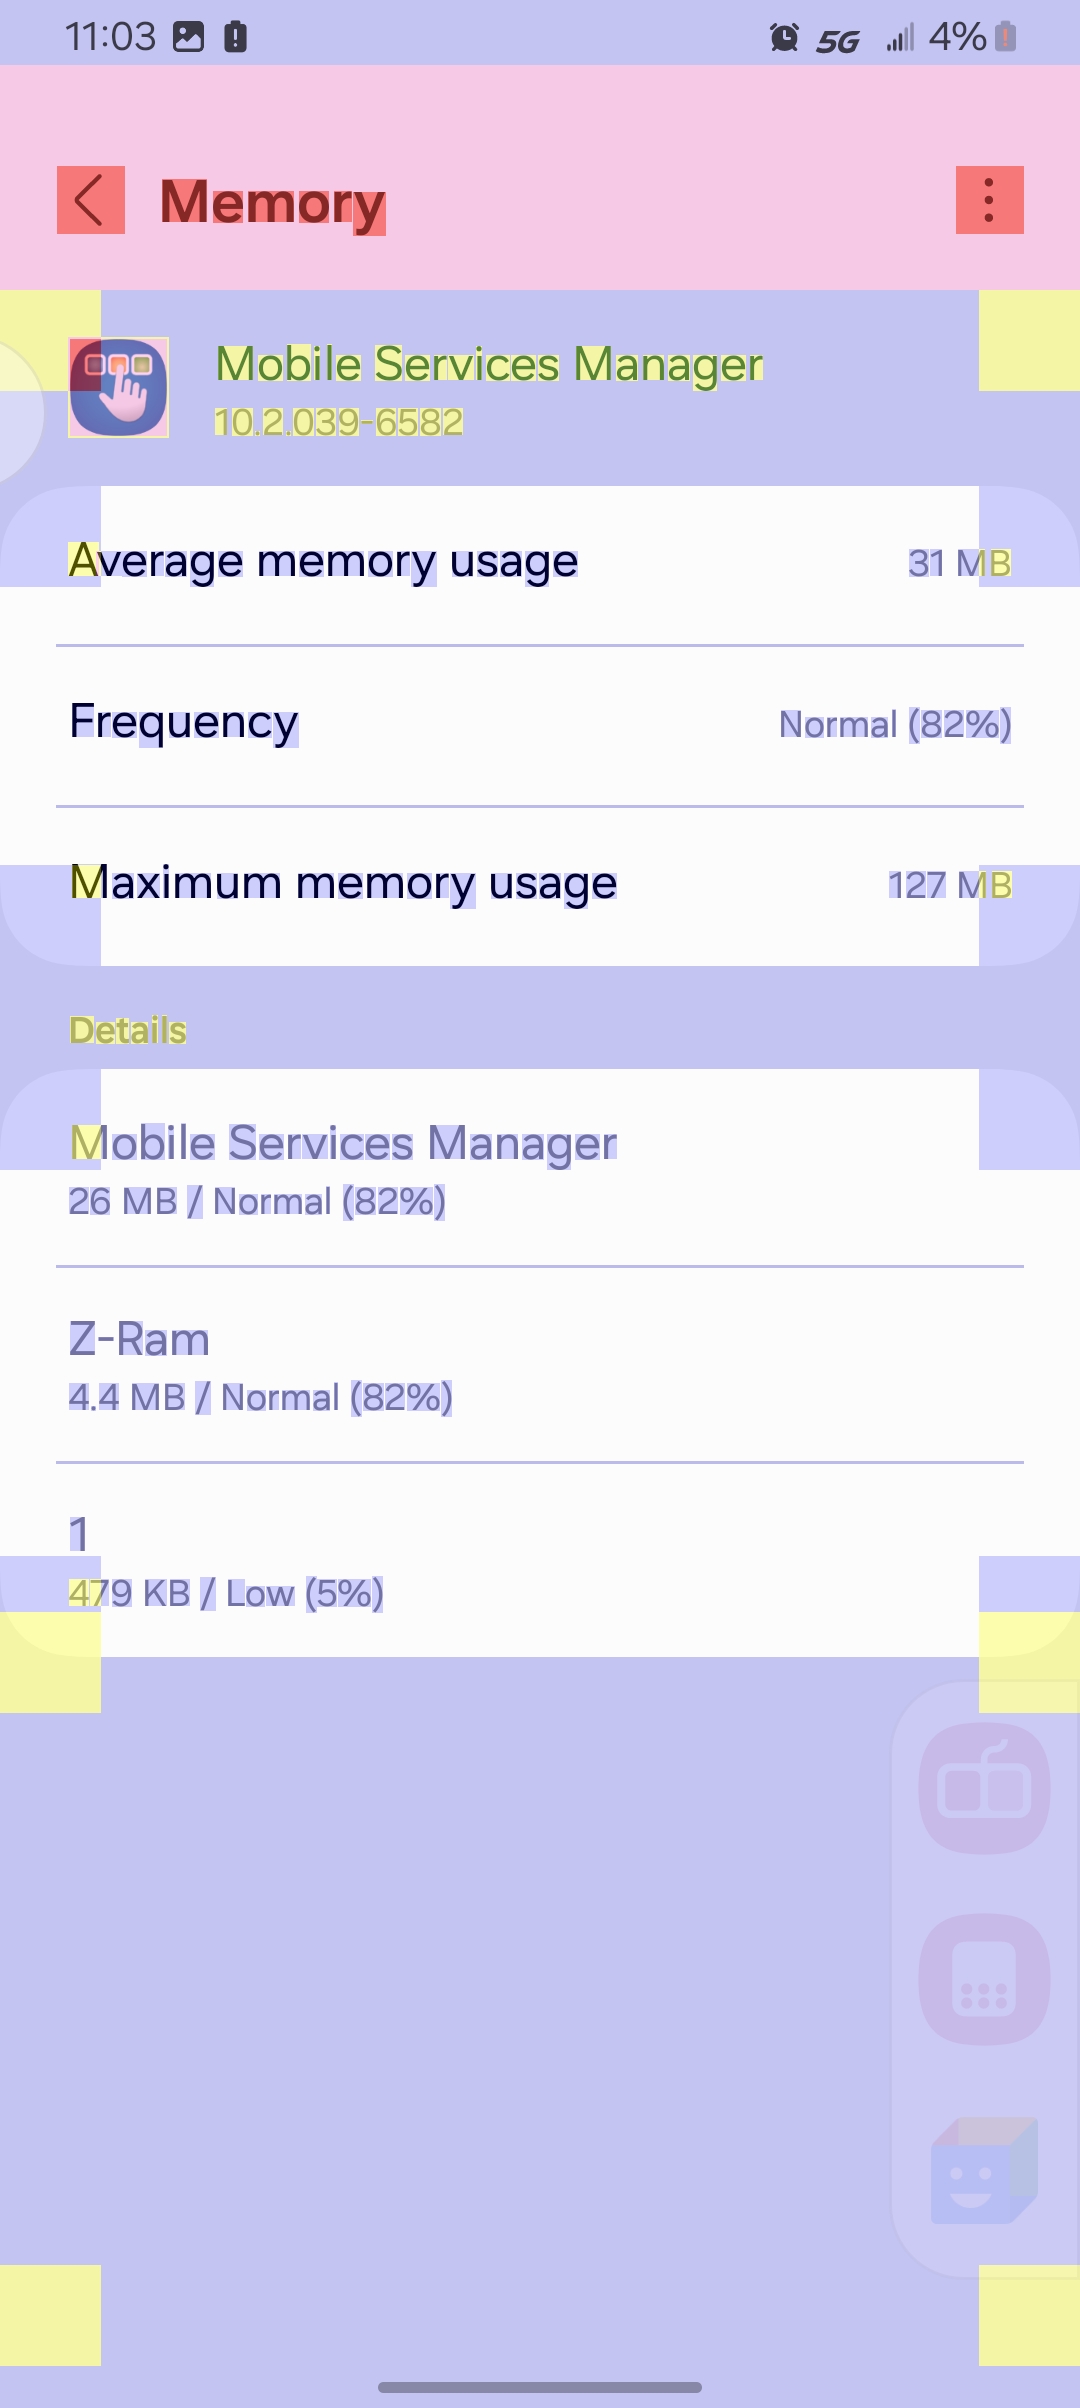 11:03
5G 4%
Memory
Mobile Services Manager
10.2.039-6582
Average memory usage 31 MB
Frequency Normal (82%)
Maximum memory usage 127 MB
Details
Mobile Services Manager
26 MB / Normal (82%)
Z-Ram
4.4 MB / Normal (82%)
1
479 KB / Low (5%)